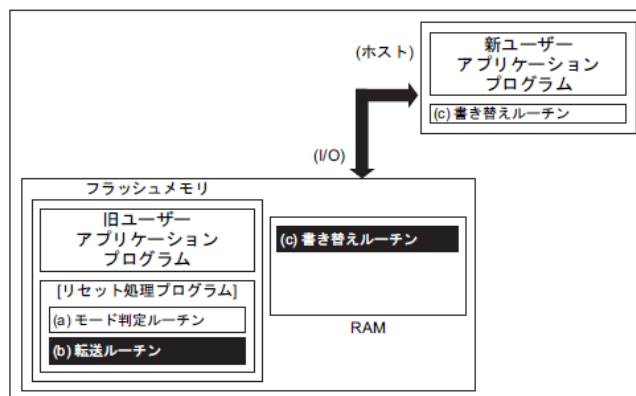 (ホスト)
新ユーザー
アプリケーション
プログラム
(c) 書き替えルーチン
(I/O)
フラッシュメモリ
旧ユーザー
アプリケーション
プログラム
[リセット処理プログラム]
(a) モード判定ルーチン
(b) 転送ルーチン
(c) 書き替えルーチン
RAM